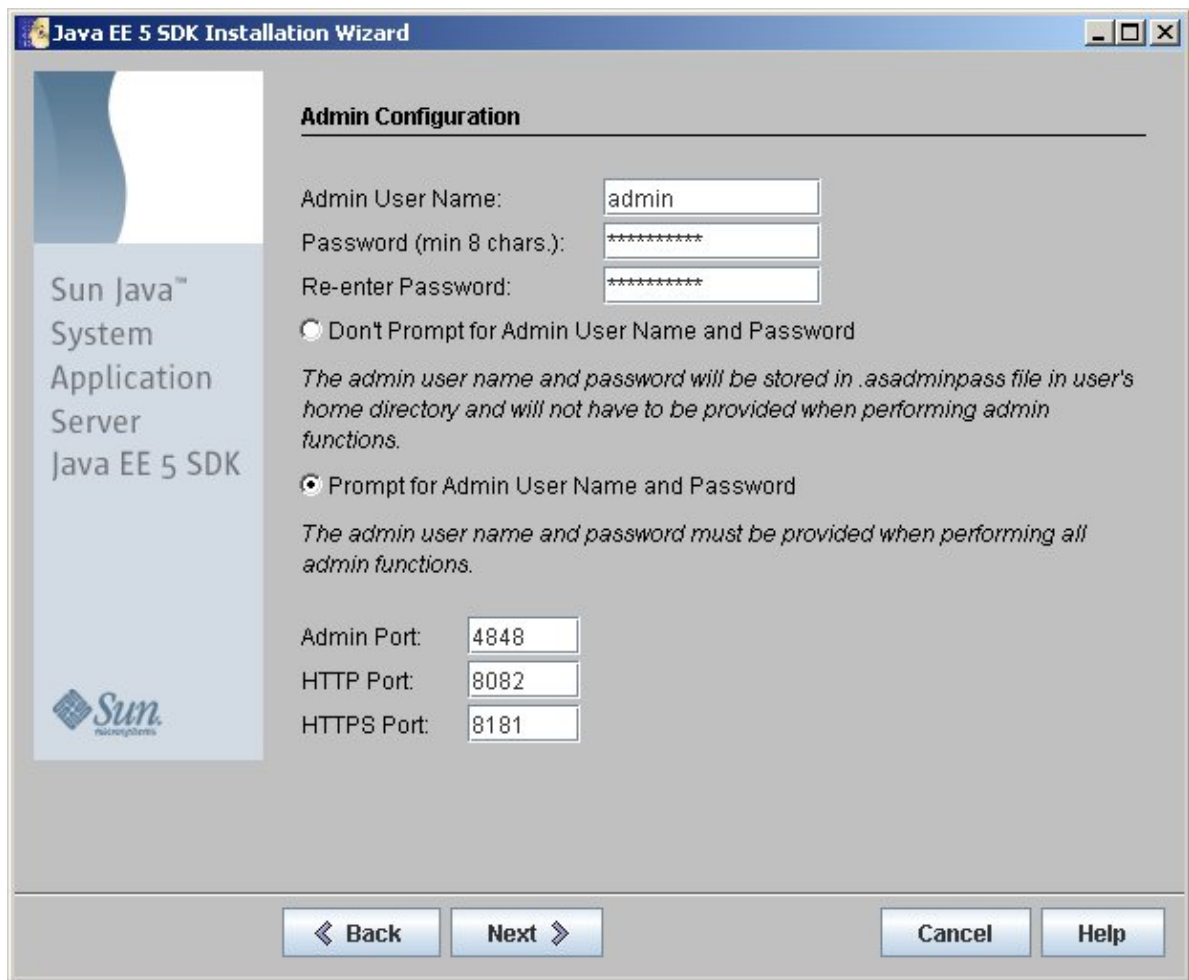 Java EE 5 SDK Installation Wizard
Admin Configuration
Admin User Name:
admin
Password (min 8 chars.):
**********
Re-enter Password:
**********
Don't Prompt for Admin User Name and Password
The admin user name and password will be stored in .asadminpass file in user's
home directory and will not have to be provided when performing admin
functions.
Prompt for Admin User Name and Password
The admin user name and password must be provided when performing all
admin functions.
Admin Port:
4848
HTTP Port:
8082
HTTPS Port:
8181
Sun Java™
System
Application
Server
Java EE 5 SDK
Sun
microsystems
Back
Next
Cancel
Help